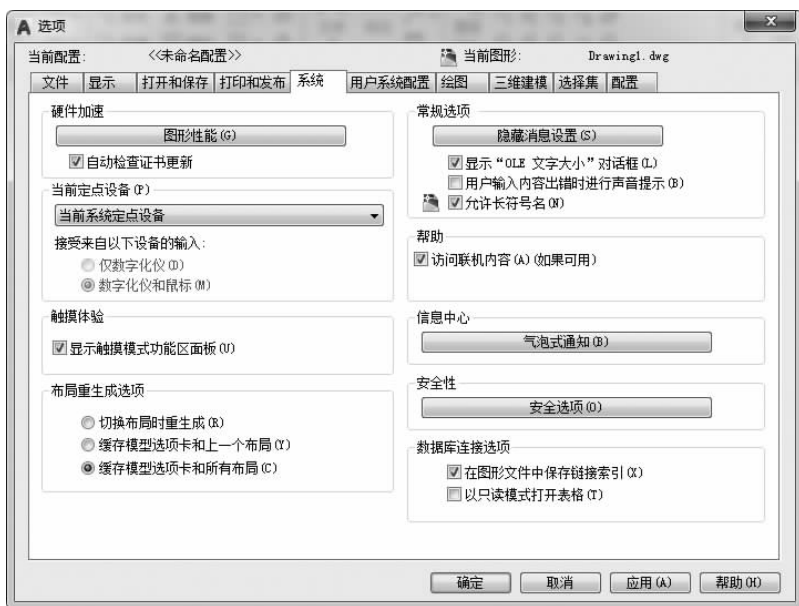 选项
当前配置: <<未命名配置>> 当前图形: Drawing1.dwg
文件 显示 打开和保存 打印和发布 系统 用户系统配置 绘图 三维建模 选择集 配置
硬件加速
图形性能(G)
自动检查证书更新
当前定点设备(P)
当前系统定点设备
接受来自以下设备的输入:
仅数字化仪(D)
数字化仪和鼠标(M)
触摸体验
显示触摸模式功能区面板(U)
布局重生成选项
切换布局时重生成(R)
缓存模型选项卡和上一个布局(Y)
缓存模型选项卡和所有布局(C)
常规选项
隐藏消息设置(S)
显示“OLE 文字大小”对话框(L)
用户输入内容出错时进行声音提示(B)
允许长符号名(N)
帮助
访问联机内容(A)(如果可用)
信息中心
气泡式通知(B)
安全性
安全选项(O)
数据库连接选项
在图形文件中保存链接索引(X)
以只读模式打开表格(T)
确定 取消 应用(A) 帮助(H)